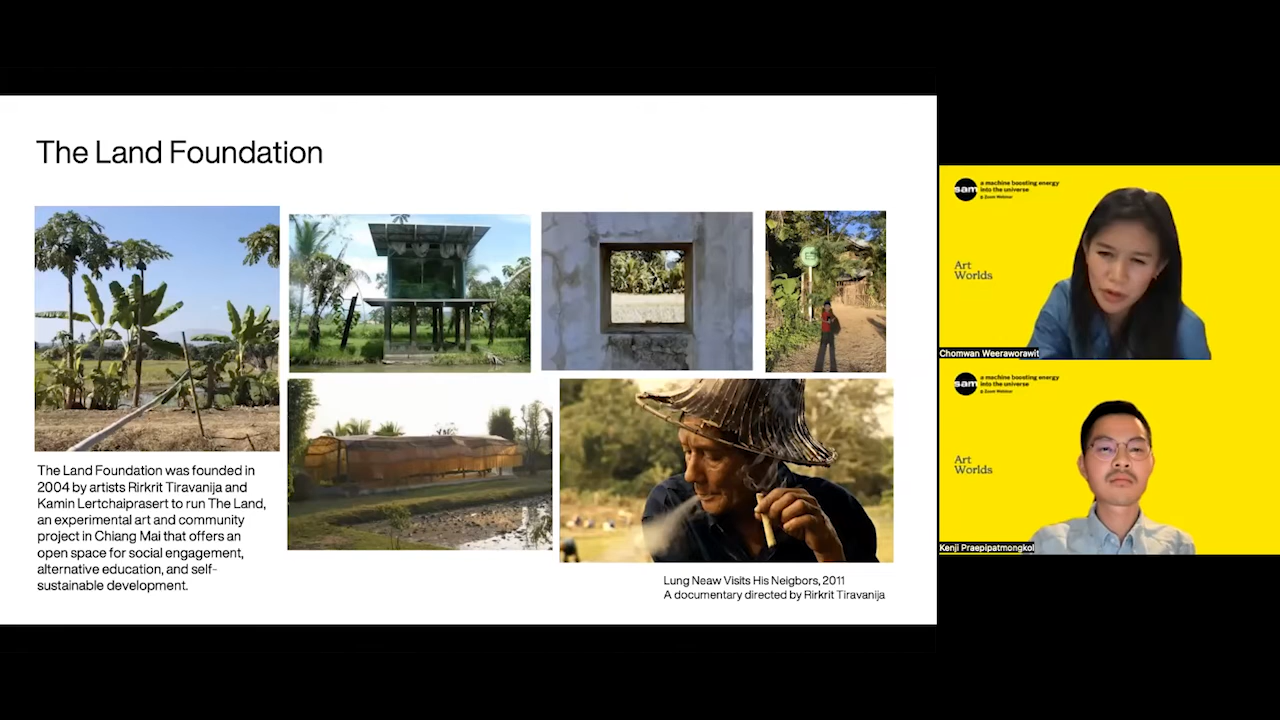 The Land Foundation
The Land Foundation was founded in
2004 by artists Rirkrit Tiravanija and
Kamin Lertchaiprasert to run The Land,
an experimental art and community
project in Chiang Mai that offers an
open space for social engagement,
alternative education, and self-
sustainable development.
Lung Neaw Visits His Neigbors, 2011
A documentary directed by Rirkrit Tiravanija
sam
a machine boosting energy
into the universe
@ Zoom Webinar
Art
Worlds
Chomwan Weeraworawit
sam
a machine boosting energy
into the universe
@ Zoom Webinar
Art
Worlds
Kenji Praepipatmongkol